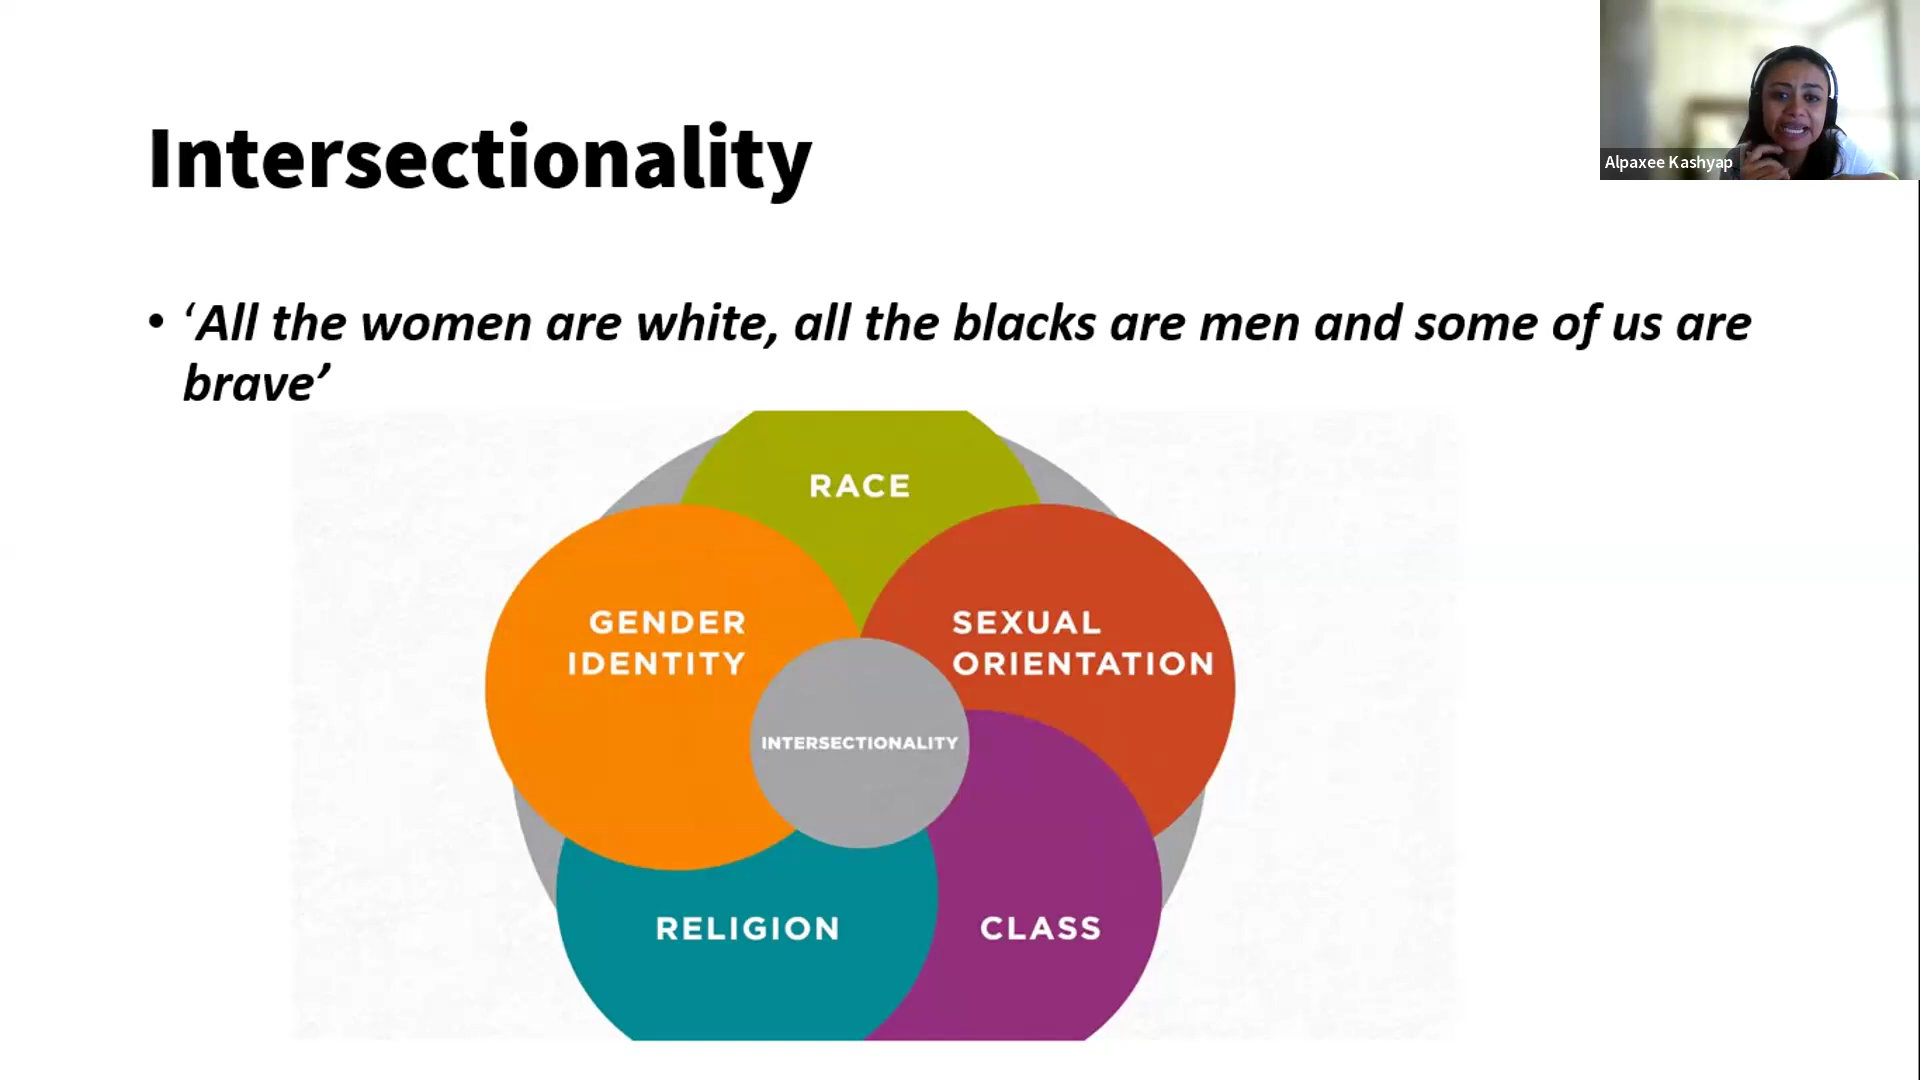 Alpaxee Kashyap
Intersectionality
• ‘All the women are white, all the blacks are men and some of us are
brave’
RACE
GENDER
IDENTITY
SEXUAL
ORIENTATION
INTERSECTIONALITY
RELIGION
CLASS